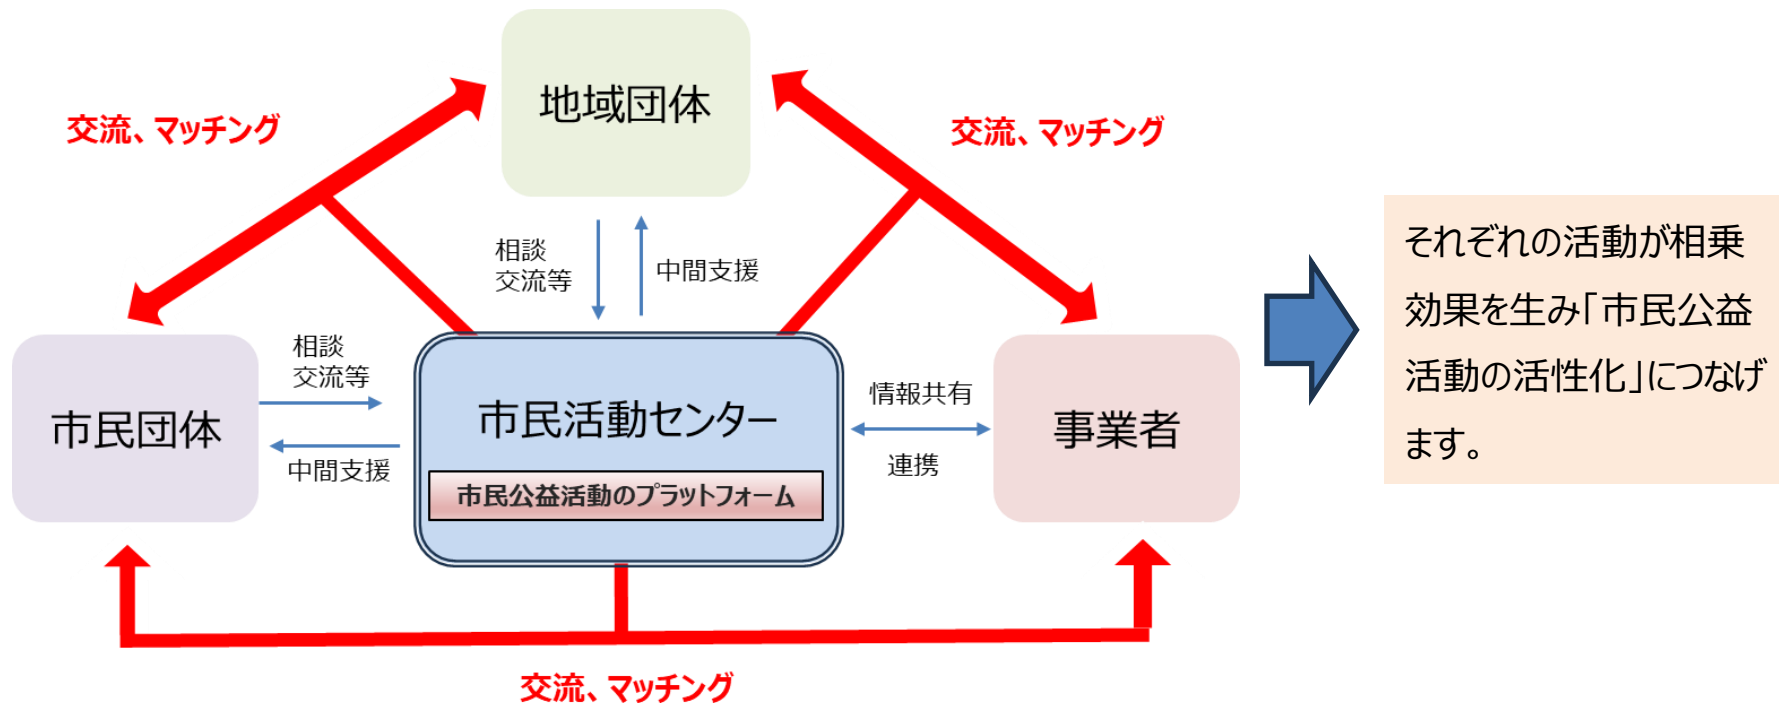 地域団体
交流、マッチング
交流、マッチング
相談
交流等
中間支援
相談
交流等
中間支援
市民団体
市民活動センター
市民公益活動のプラットフォーム
情報共有
連携
事業者
交流、マッチング
それぞれの活動が相乗
効果を生み「市民公益
活動の活性化」につなげ
ます。